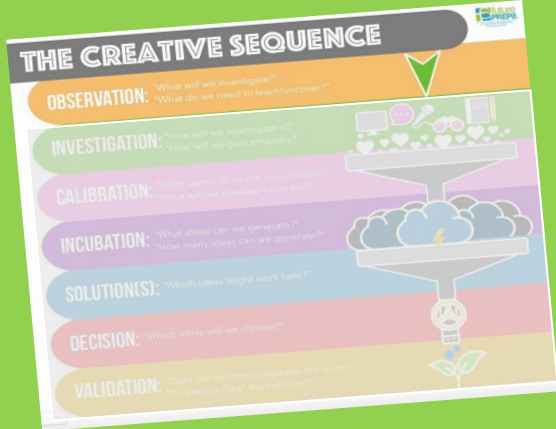 future
PREP'S
THE CREATIVE SEQUENCE
OBSERVATION: "What will we investigate?"
"What do we need to learn/uncover?"
INVESTIGATION: "How will we investigate it?"
"How will we gain empathy?"
CALIBRATION: "What seems to be the main issue(s)?"
"What will we develop ideas for?"
INCUBATION: "What ideas can we generate?"
"How many ideas can we generate?"
SOLUTION(S): "Which ideas might work best?"
DECISION: "Which ideas will we choose?"
VALIDATION: "Does the solution(s) address the issue?"
"Do people "like" the solution?"